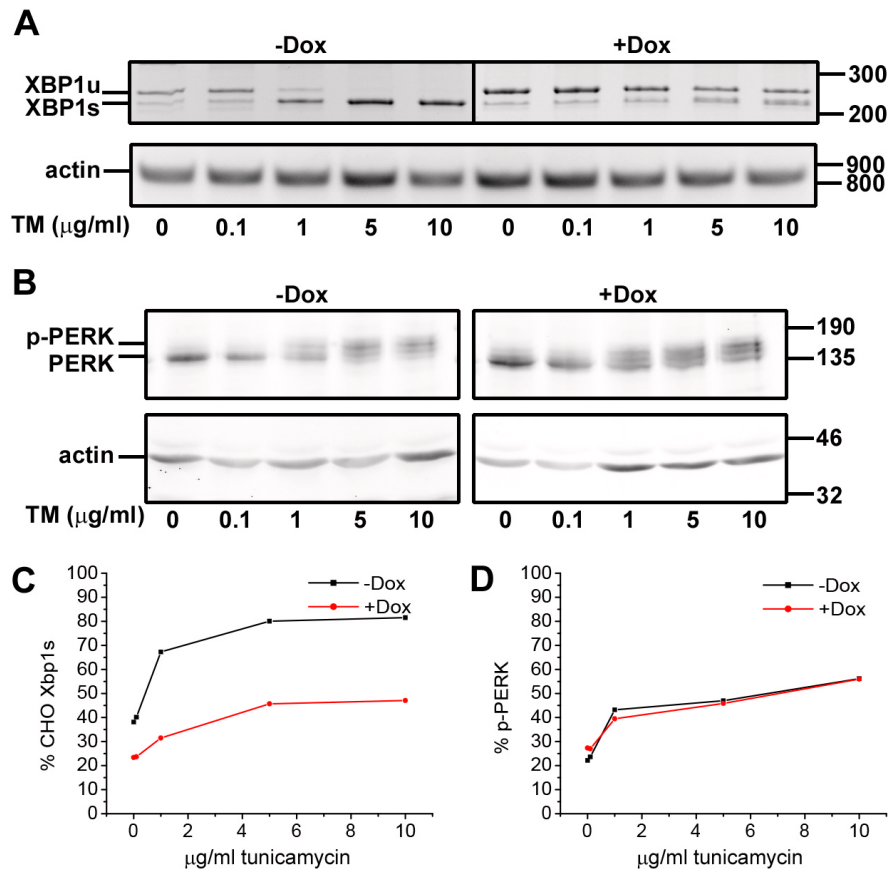 A
-Dox +Dox
XBP1u
XBP1s
300
200
actin
900
800
TM (μg/ml) 0 0.1 1 5 10 0 0.1 1 5 10
B
-Dox +Dox
p-PERK
PERK
190
135
actin
46
32
TM (μg/ml) 0 0.1 1 5 10 0 0.1 1 5 10
C
100
90
80
70
60
50
40
30
20
10
0
% CHO Xbp1s
-Dox
+Dox
0 2 4 6 8 10
μg/ml tunicamycin
D
100
90
80
70
60
50
40
30
20
10
0
% p-PERK
-Dox
+Dox
0 2 4 6 8 10
μg/ml tunicamycin